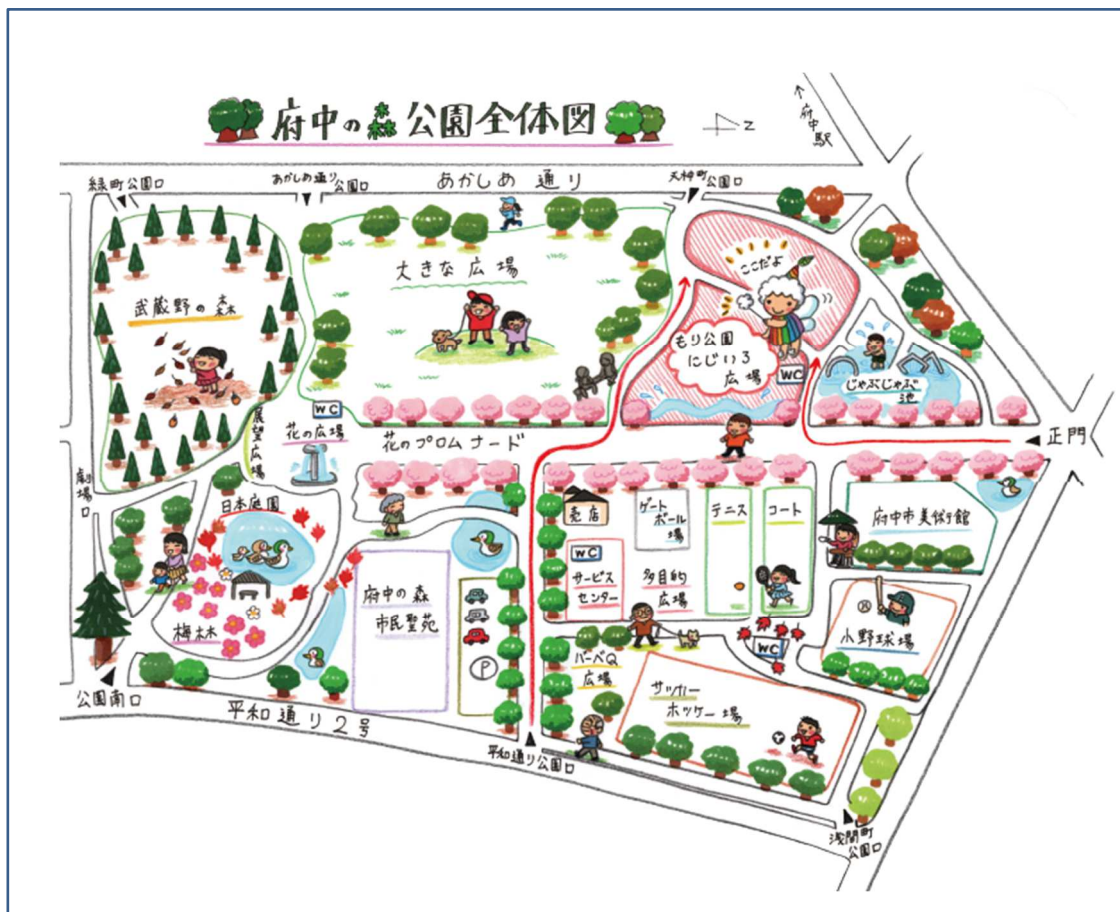 府中の森公園全体図
Z
↑府中駅
緑町公園口
あかしめ通り公園口
あかしめ通り
天神町公園口
大きな広場
ここだよ
武蔵野の森
もり公園
にじいろ
広場
WC
じゃぶじゃぶ
池
WC
展望広場
花の広場
花のプロムナード
正門
劇場口
日本庭園
売店
ゲート
ボール
場
テニス
コート
府中市美術館
WC
サービス
センター
多目的
広場
府中の森
市民聖苑
梅林
小野球場
WC
バーベQ
広場
P
サッカー
ホッケー場
公園南口
平和通り2号
平和通り公園口
浅間町
公園口